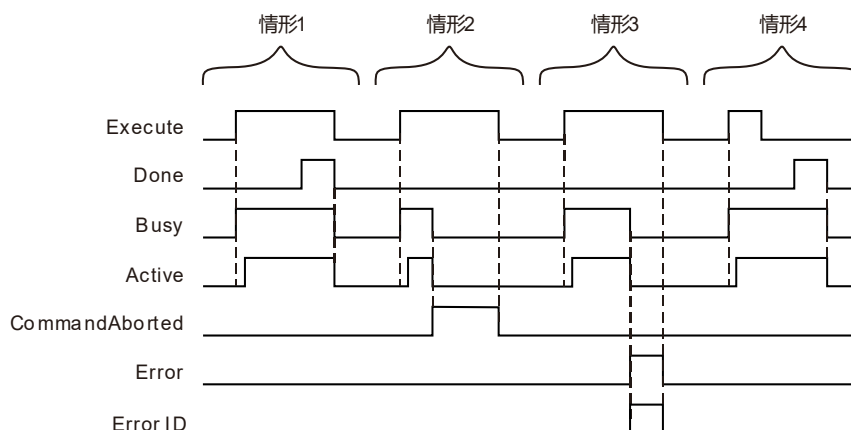 情形1 情形2 情形3 情形4
Execute
Done
Busy
Active
CommandAborted
Error
Error ID